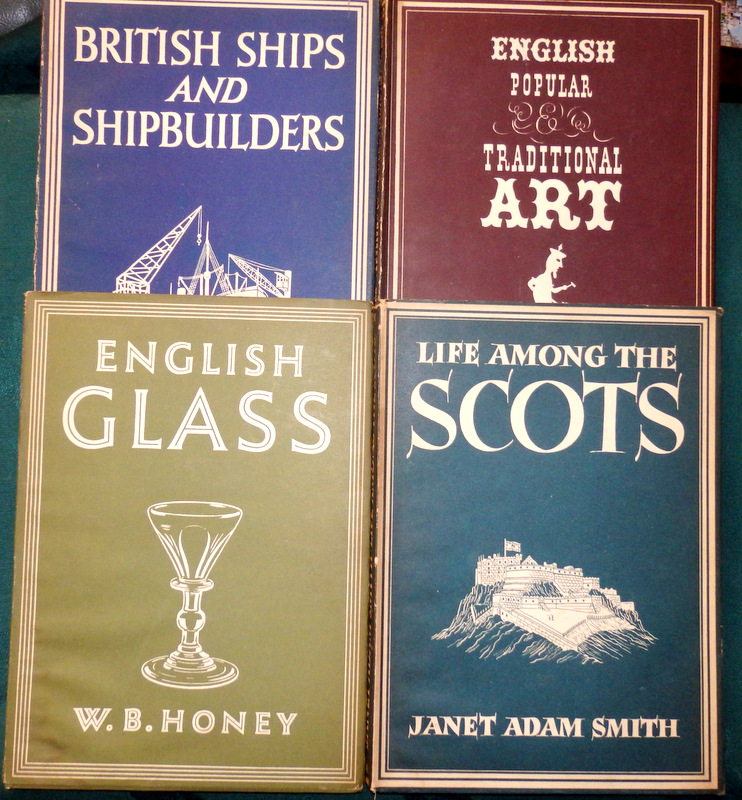 BRITISH SHIPS
AND
SHIPBUILDERS
ENGLISH
POPULAR
&
TRADITIONAL
ART
ENGLISH
GLASS
W. B. HONEY
LIFE AMONG THE
SCOTS
JANET ADAM SMITH